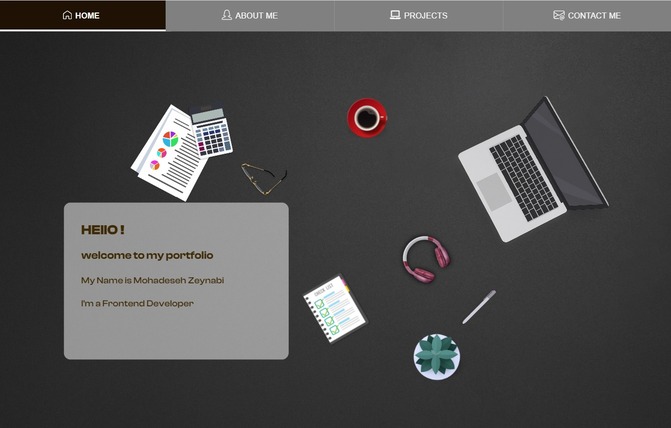 HOME
ABOUT ME
PROJECTS
CONTACT ME
HEllO !
welcome to my portfolio
My Name is Mohadeseh Zeynabi
I'm a Frontend Developer